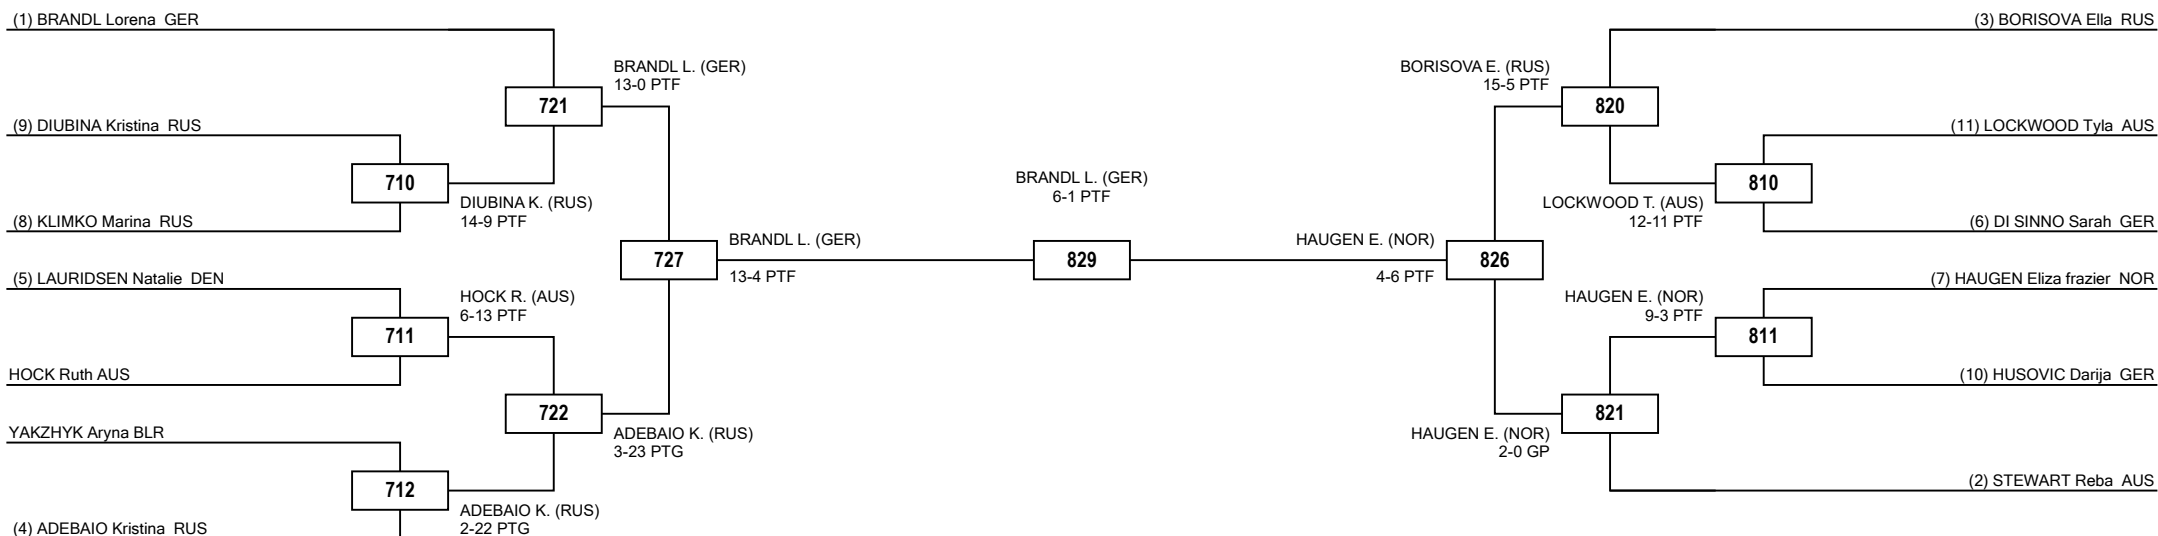 (1) BRANDL Lorena GER
(3) BORISOVA Ella RUS
BRANDL L. (GER)
13-0 PTF
BORISOVA E. (RUS)
15-5 PTF
721
820
(9) DIUBINA Kristina RUS
(11) LOCKWOOD Tyla AUS
710
810
BRANDL L. (GER)
6-1 PTF
DIUBINA K. (RUS)
14-9 PTF
LOCKWOOD T. (AUS)
12-11 PTF
(8) KLIMKO Marina RUS
(6) DI SINNO Sarah GER
727
BRANDL L. (GER)
13-4 PTF
829
HAUGEN E. (NOR)
4-6 PTF
826
(5) LAURIDSEN Natalie DEN
(7) HAUGEN Eliza frazier NOR
HOCK R. (AUS)
6-13 PTF
HAUGEN E. (NOR)
9-3 PTF
711
811
HOCK Ruth AUS
(10) HUSOVIC Darija GER
722
821
ADEBAIO K. (RUS)
3-23 PTG
HAUGEN E. (NOR)
2-0 GP
YAKZHYK Aryna BLR
(2) STEWART Reba AUS
712
ADEBAIO K. (RUS)
2-22 PTG
(4) ADEBAIO Kristina RUS